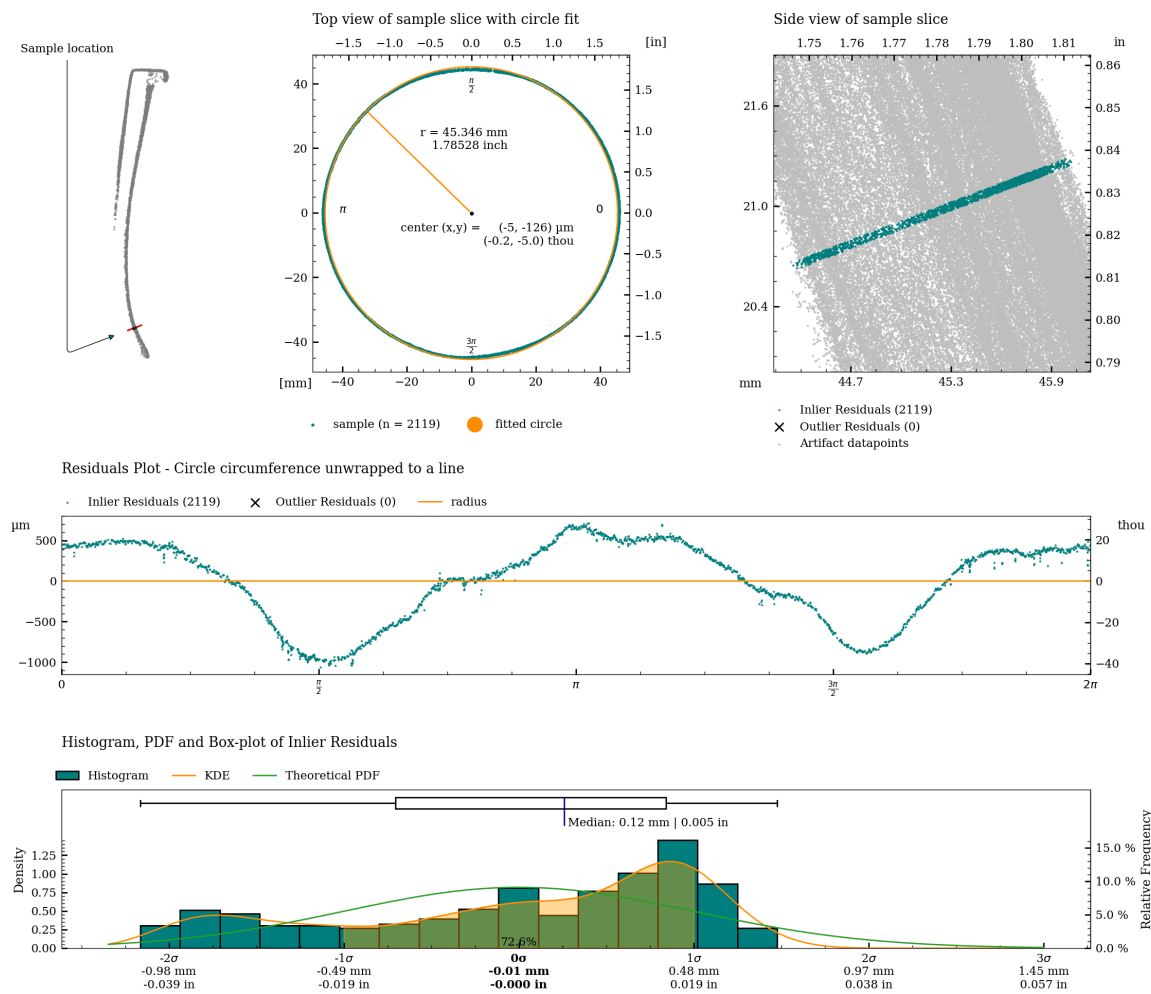 Sample location
Top view of sample slice with circle fit
−1.5 −1.0 −0.5 0.0 0.5 1.0 1.5 [in]
40
20
0
−20
−40
1.5
1.0
0.5
0.0
−0.5
−1.0
−1.5
π/2
r = 45.346 mm
1.78528 inch
π
0
center (x,y) = (-5, -126) µm
(-0.2, -5.0) thou
3π/2
[mm] −40 −20 0 20 40
sample (n = 2119) fitted circle
Side view of sample slice
1.75 1.76 1.77 1.78 1.79 1.80 1.81 in
21.6
21.0
20.4
0.86
0.85
0.84
0.83
0.82
0.81
0.80
0.79
mm 44.7 45.3 45.9
Inlier Residuals (2119)
Outlier Residuals (0)
Artifact datapoints
Residuals Plot - Circle circumference unwrapped to a line
Inlier Residuals (2119) Outlier Residuals (0) radius
µm
500
0
−500
−1000
thou
20
0
−20
−40
0 π/2 π 3π/2 2π
Histogram, PDF and Box-plot of Inlier Residuals
Histogram KDE Theoretical PDF
Median: 0.12 mm | 0.005 in
Density
1.25
1.00
0.75
0.50
0.25
0.00
Relative Frequency
15.0 %
10.0 %
5.0 %
0.0 %
72.6%
-2σ -1σ 0σ 1σ 2σ 3σ
-0.98 mm -0.49 mm -0.01 mm 0.48 mm 0.97 mm 1.45 mm
-0.039 in -0.019 in -0.000 in 0.019 in 0.038 in 0.057 in